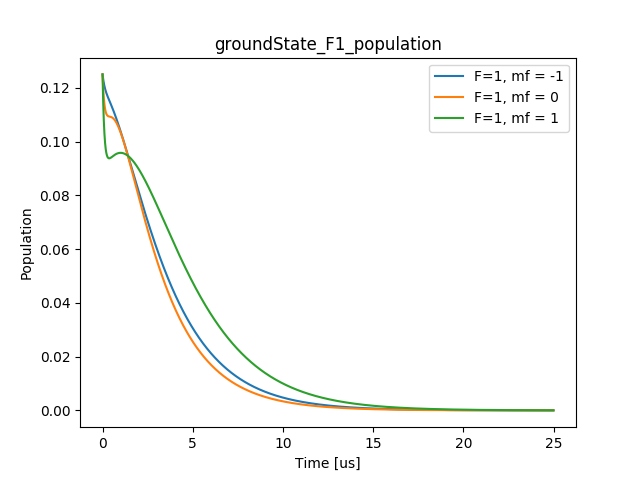 groundState_F1_population
F=1, mf = -1
F=1, mf = 0
F=1, mf = 1
Population
0.12
0.10
0.08
0.06
0.04
0.02
0.00
0 5 10 15 20 25
Time [us]